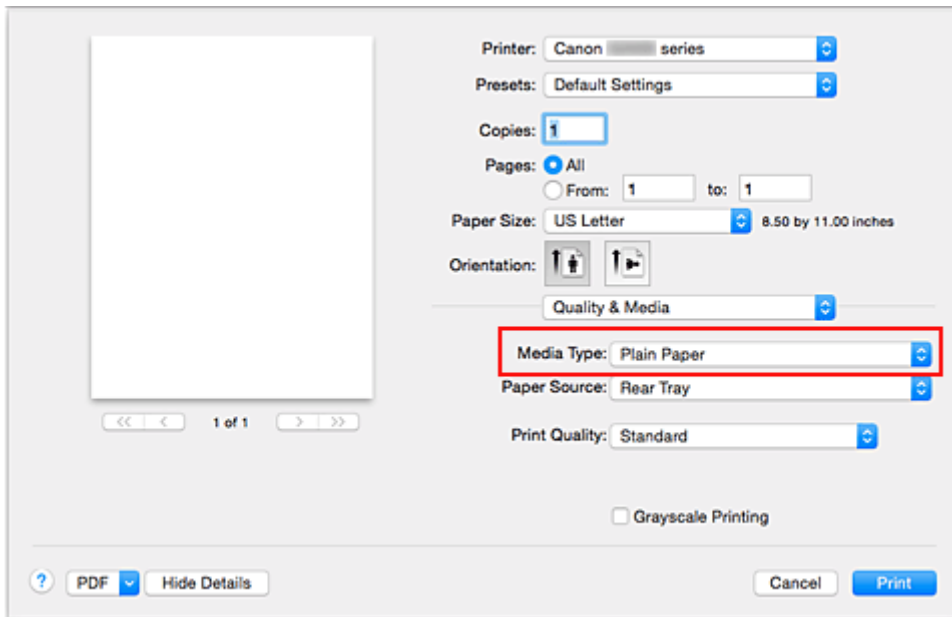 Printer: Canon series
Presets: Default Settings
Copies: 1
Pages: All
From: 1 to: 1
Paper Size: US Letter 8.50 by 11.00 inches
Orientation:
Quality & Media
Media Type: Plain Paper
Paper Source: Rear Tray
<< < 1 of 1 > >>
Print Quality: Standard
Grayscale Printing
? PDF Hide Details Cancel Print